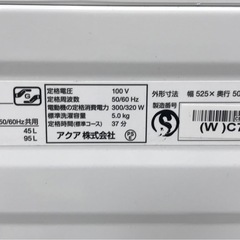 定格電圧 100 V
定格周波数 50/60 Hz
電動機の定格消費電力 300/320 W
標準洗濯容量 5.0 kg
定格時間(標準コース) 37 分
アクア株式会社
50/60Hz共用
45L
95L
外形寸法 幅 525× 奥行 50
製造番号
(W)C7